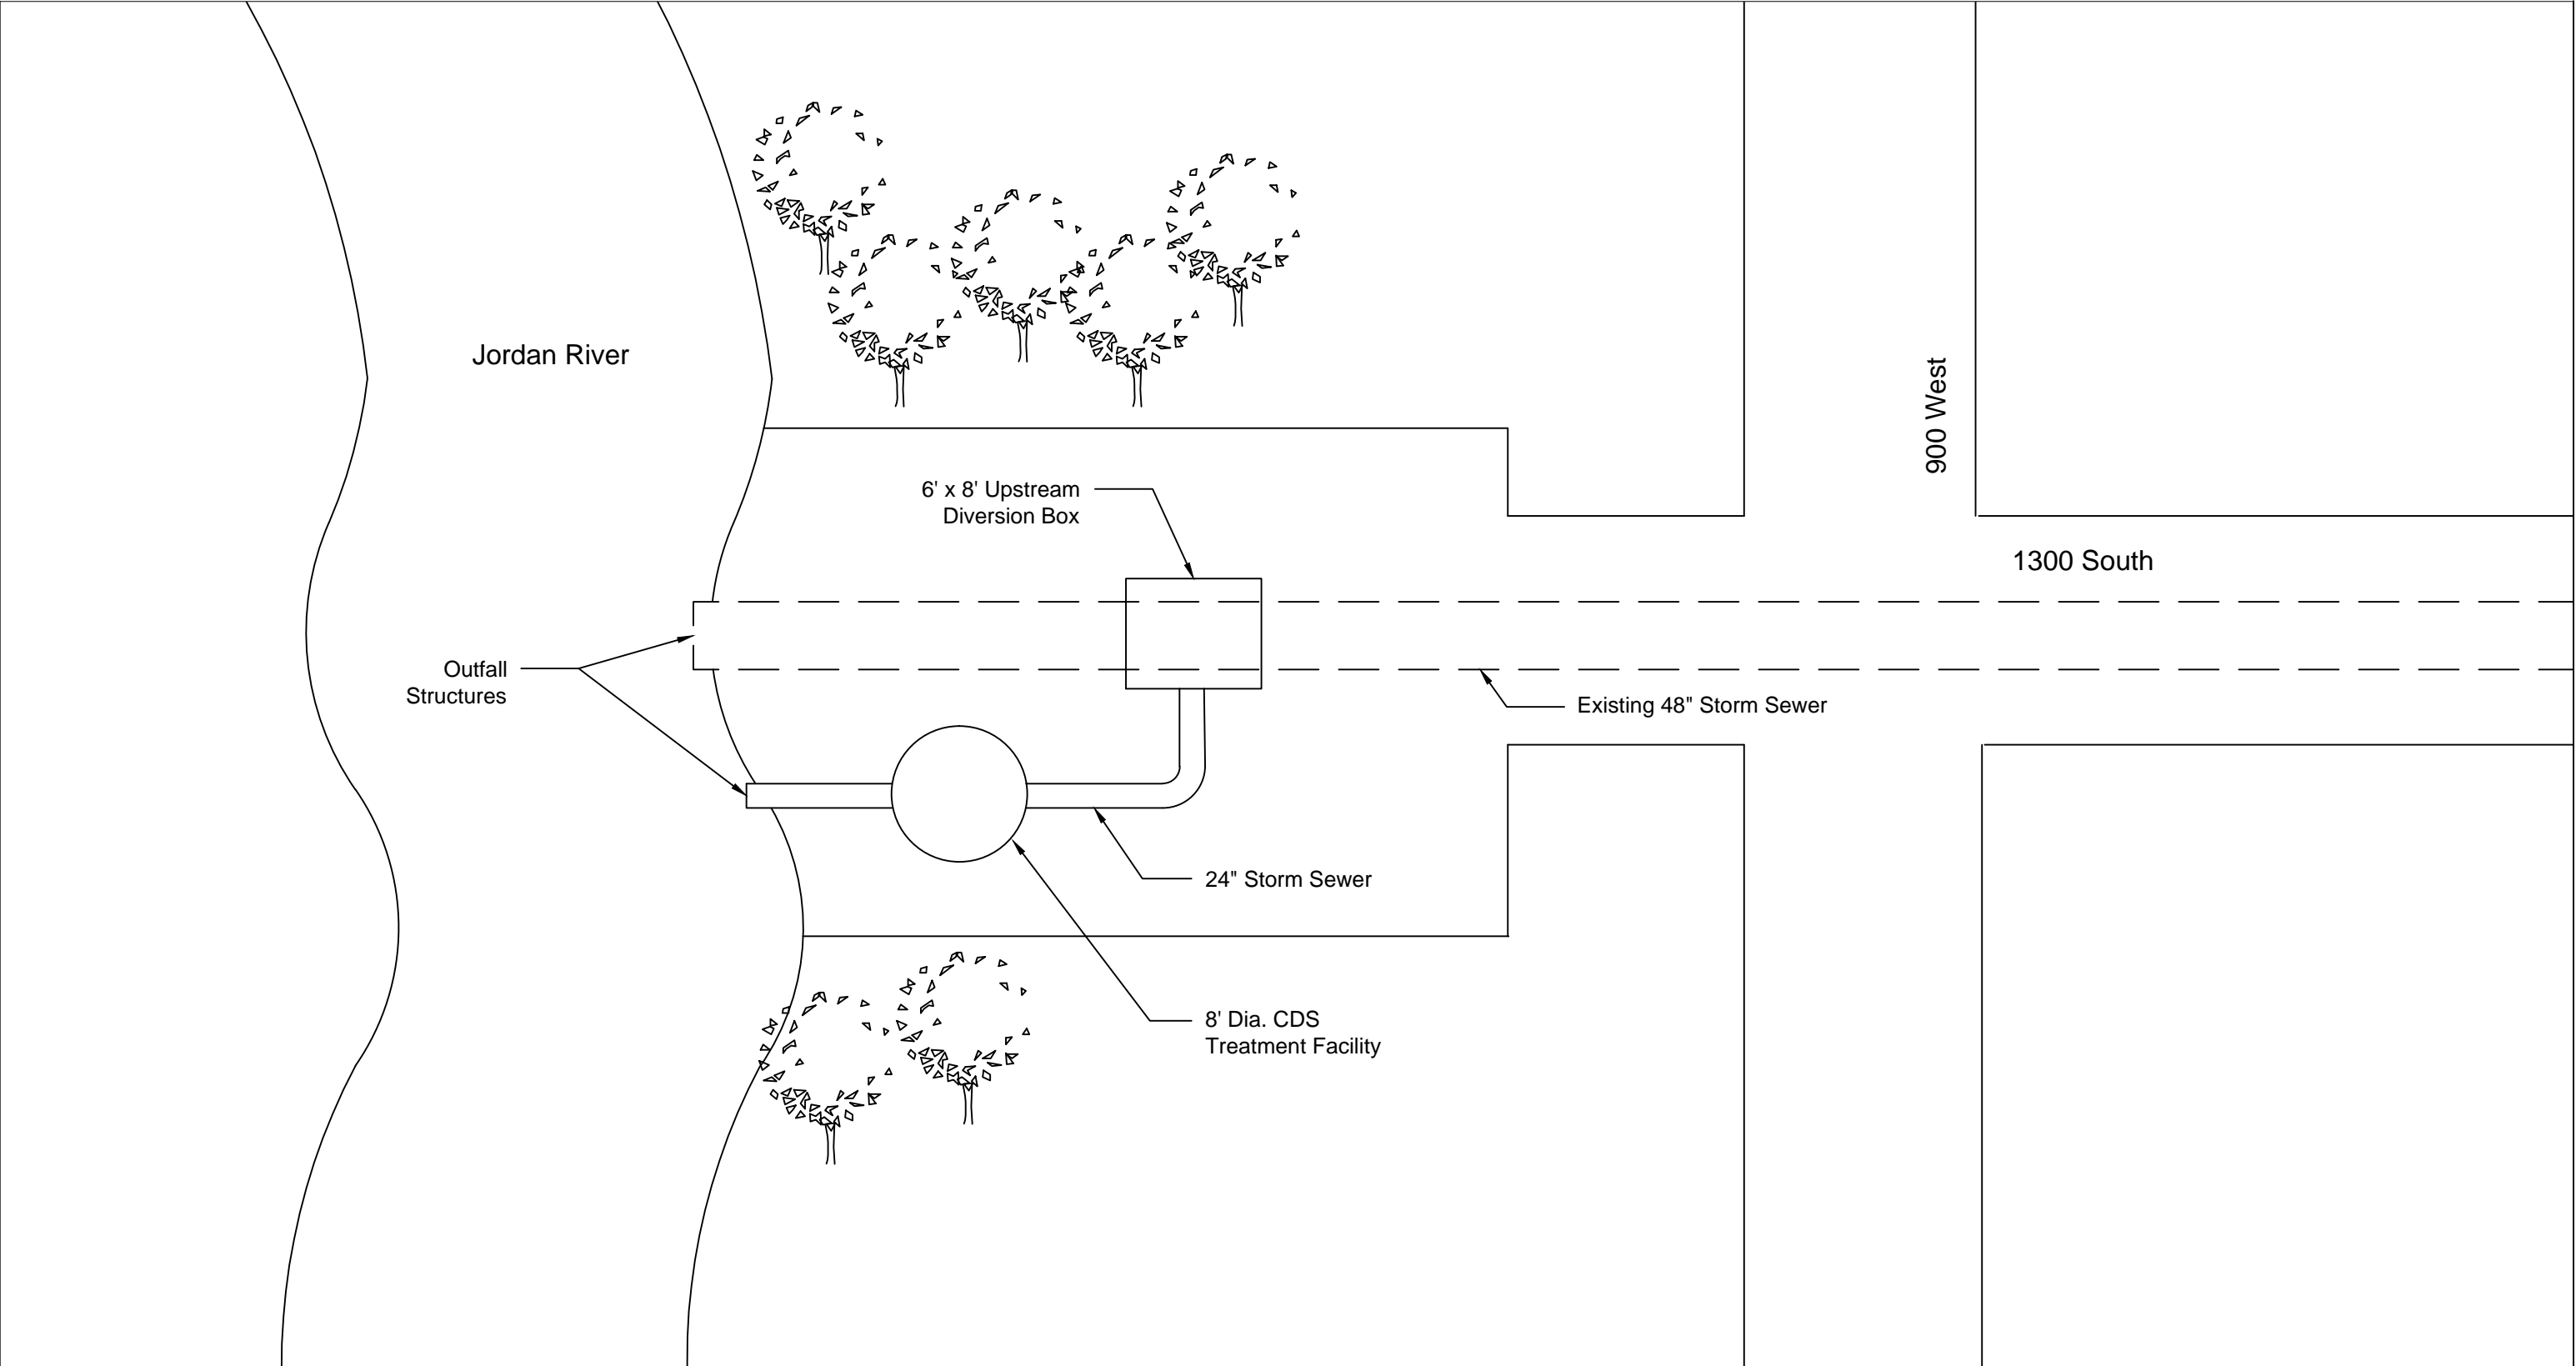 Jordan River
900 West
6' x 8' Upstream
Diversion Box
1300 South
Outfall
Structures
Existing 48" Storm Sewer
24" Storm Sewer
8' Dia. CDS
Treatment Facility